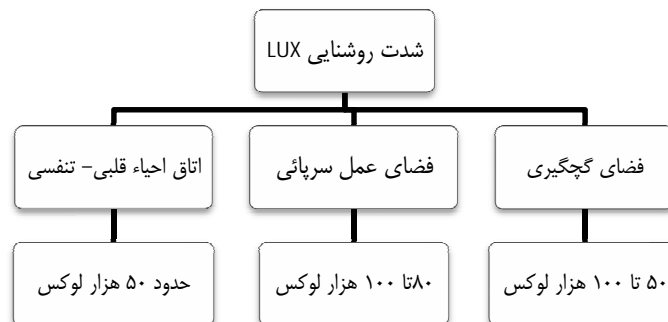 شدت روشنایی LUX
فضای گچگیری
فضای عمل سرپائی
اتاق احیاء قلبی– تنفسی
۵۰ تا ۱۰۰ هزار لوکس
۸۰تا ۱۰۰ هزار لوکس
حدود ۵۰ هزار لوکس